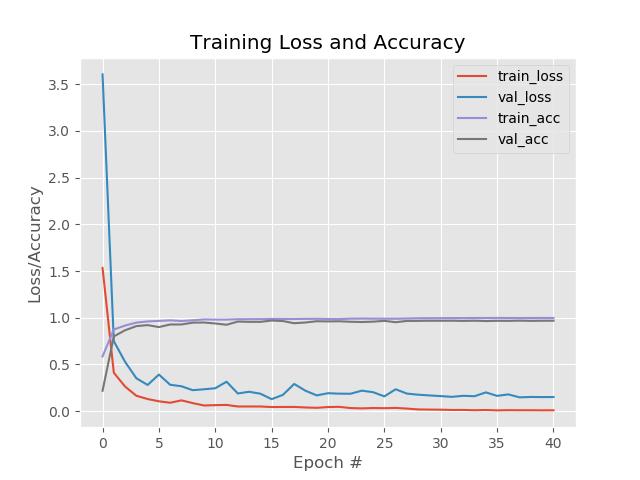 Training Loss and Accuracy
train_loss
val_loss
train_acc
val_acc
Loss/Accuracy
3.5
3.0
2.5
2.0
1.5
1.0
0.5
0.0
0 5 10 15 20 25 30 35 40
Epoch #